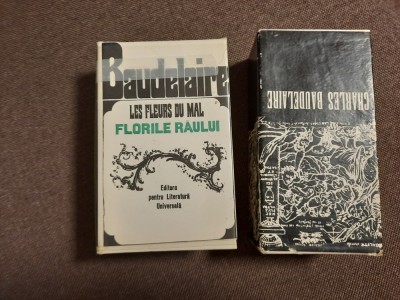 Baudelaire
LES FLEURS DU MAL
FLORILE RAULUI
Editura
pentru Literatură
Universală
CHARLES BAUDELAIRE